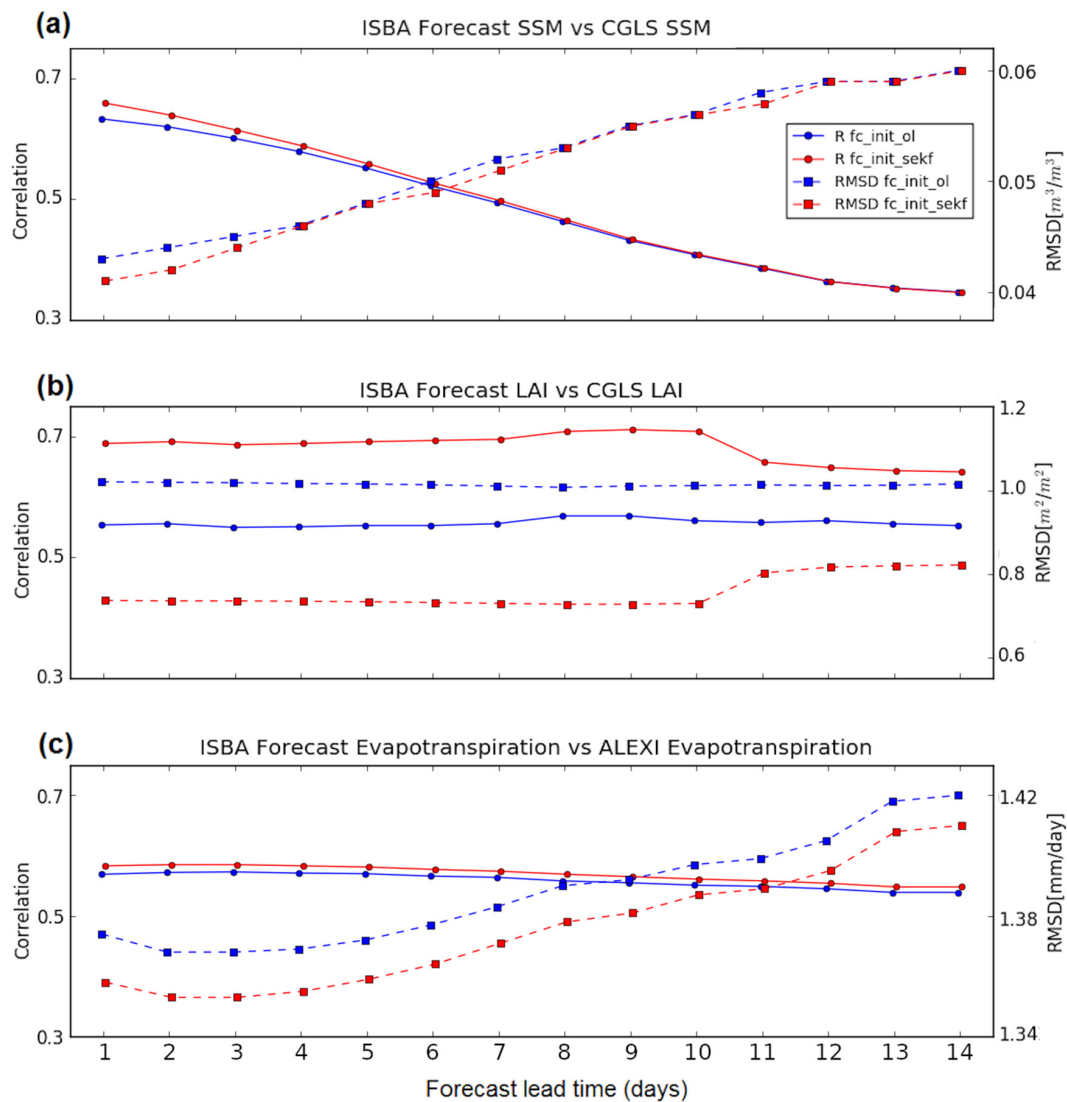 (a)
ISBA Forecast SSM vs CGLS SSM
0.7
0.5
0.3
Correlation
0.06
0.05
0.04
RMSD[m³/m³]
R fc_init_ol
R fc_init_sekf
RMSD fc_init_ol
RMSD fc_init_sekf
(b)
ISBA Forecast LAI vs CGLS LAI
0.7
0.5
0.3
Correlation
1.2
1.0
0.8
0.6
RMSD[m²/m²]
(c)
ISBA Forecast Evapotranspiration vs ALEXI Evapotranspiration
0.7
0.5
0.3
Correlation
1.42
1.38
1.34
RMSD[mm/day]
1 2 3 4 5 6 7 8 9 10 11 12 13 14
Forecast lead time (days)